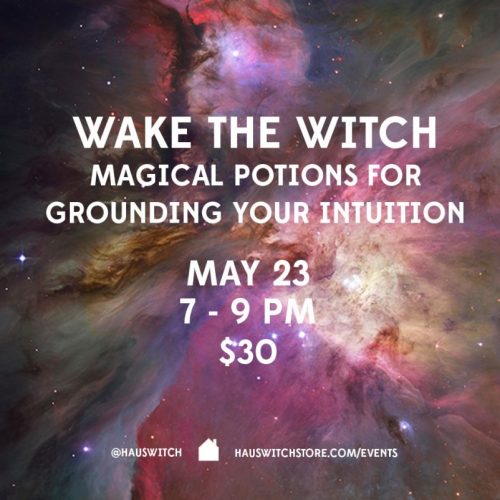 WAKE THE WITCH
MAGICAL POTIONS FOR
GROUNDING YOUR INTUITION
MAY 23
7 - 9 PM
$30
@HAUSWITCH
HAUSWITCHSTORE.COM/EVENTS